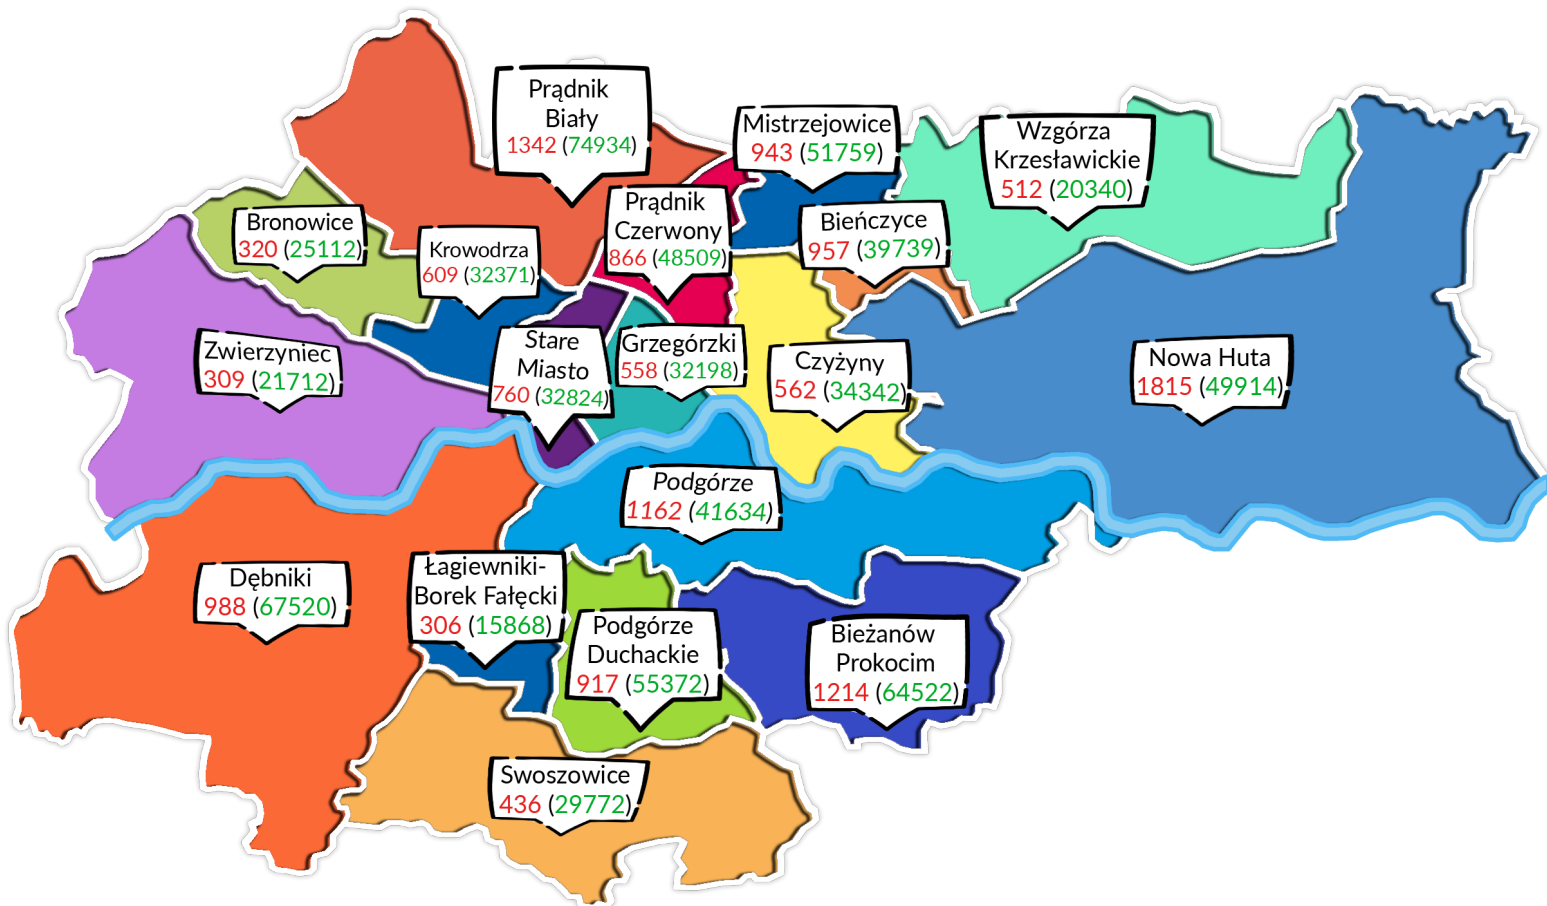 Prądnik
Biały
1342 (74934)
Mistrzejowice
943 (51759)
Wzgórza
Krzesławickie
512 (20340)
Prądnik
Czerwony
866 (48509)
Bieńczyce
957 (39739)
Bronowice
320 (25112)
Krowodrza
609 (32371)
Zwierzyniec
309 (21712)
Stare
Miasto
760 (32824)
Grzegórzki
558 (32198)
Czyżyny
562 (34342)
Nowa Huta
1815 (49914)
Podgórze
1162 (41634)
Dębniki
988 (67520)
Łagiewniki-
Borek Fałęcki
306 (15868)
Podgórze
Duchackie
917 (55372)
Bieżanów
Prokocim
1214 (64522)
Swoszowice
436 (29772)